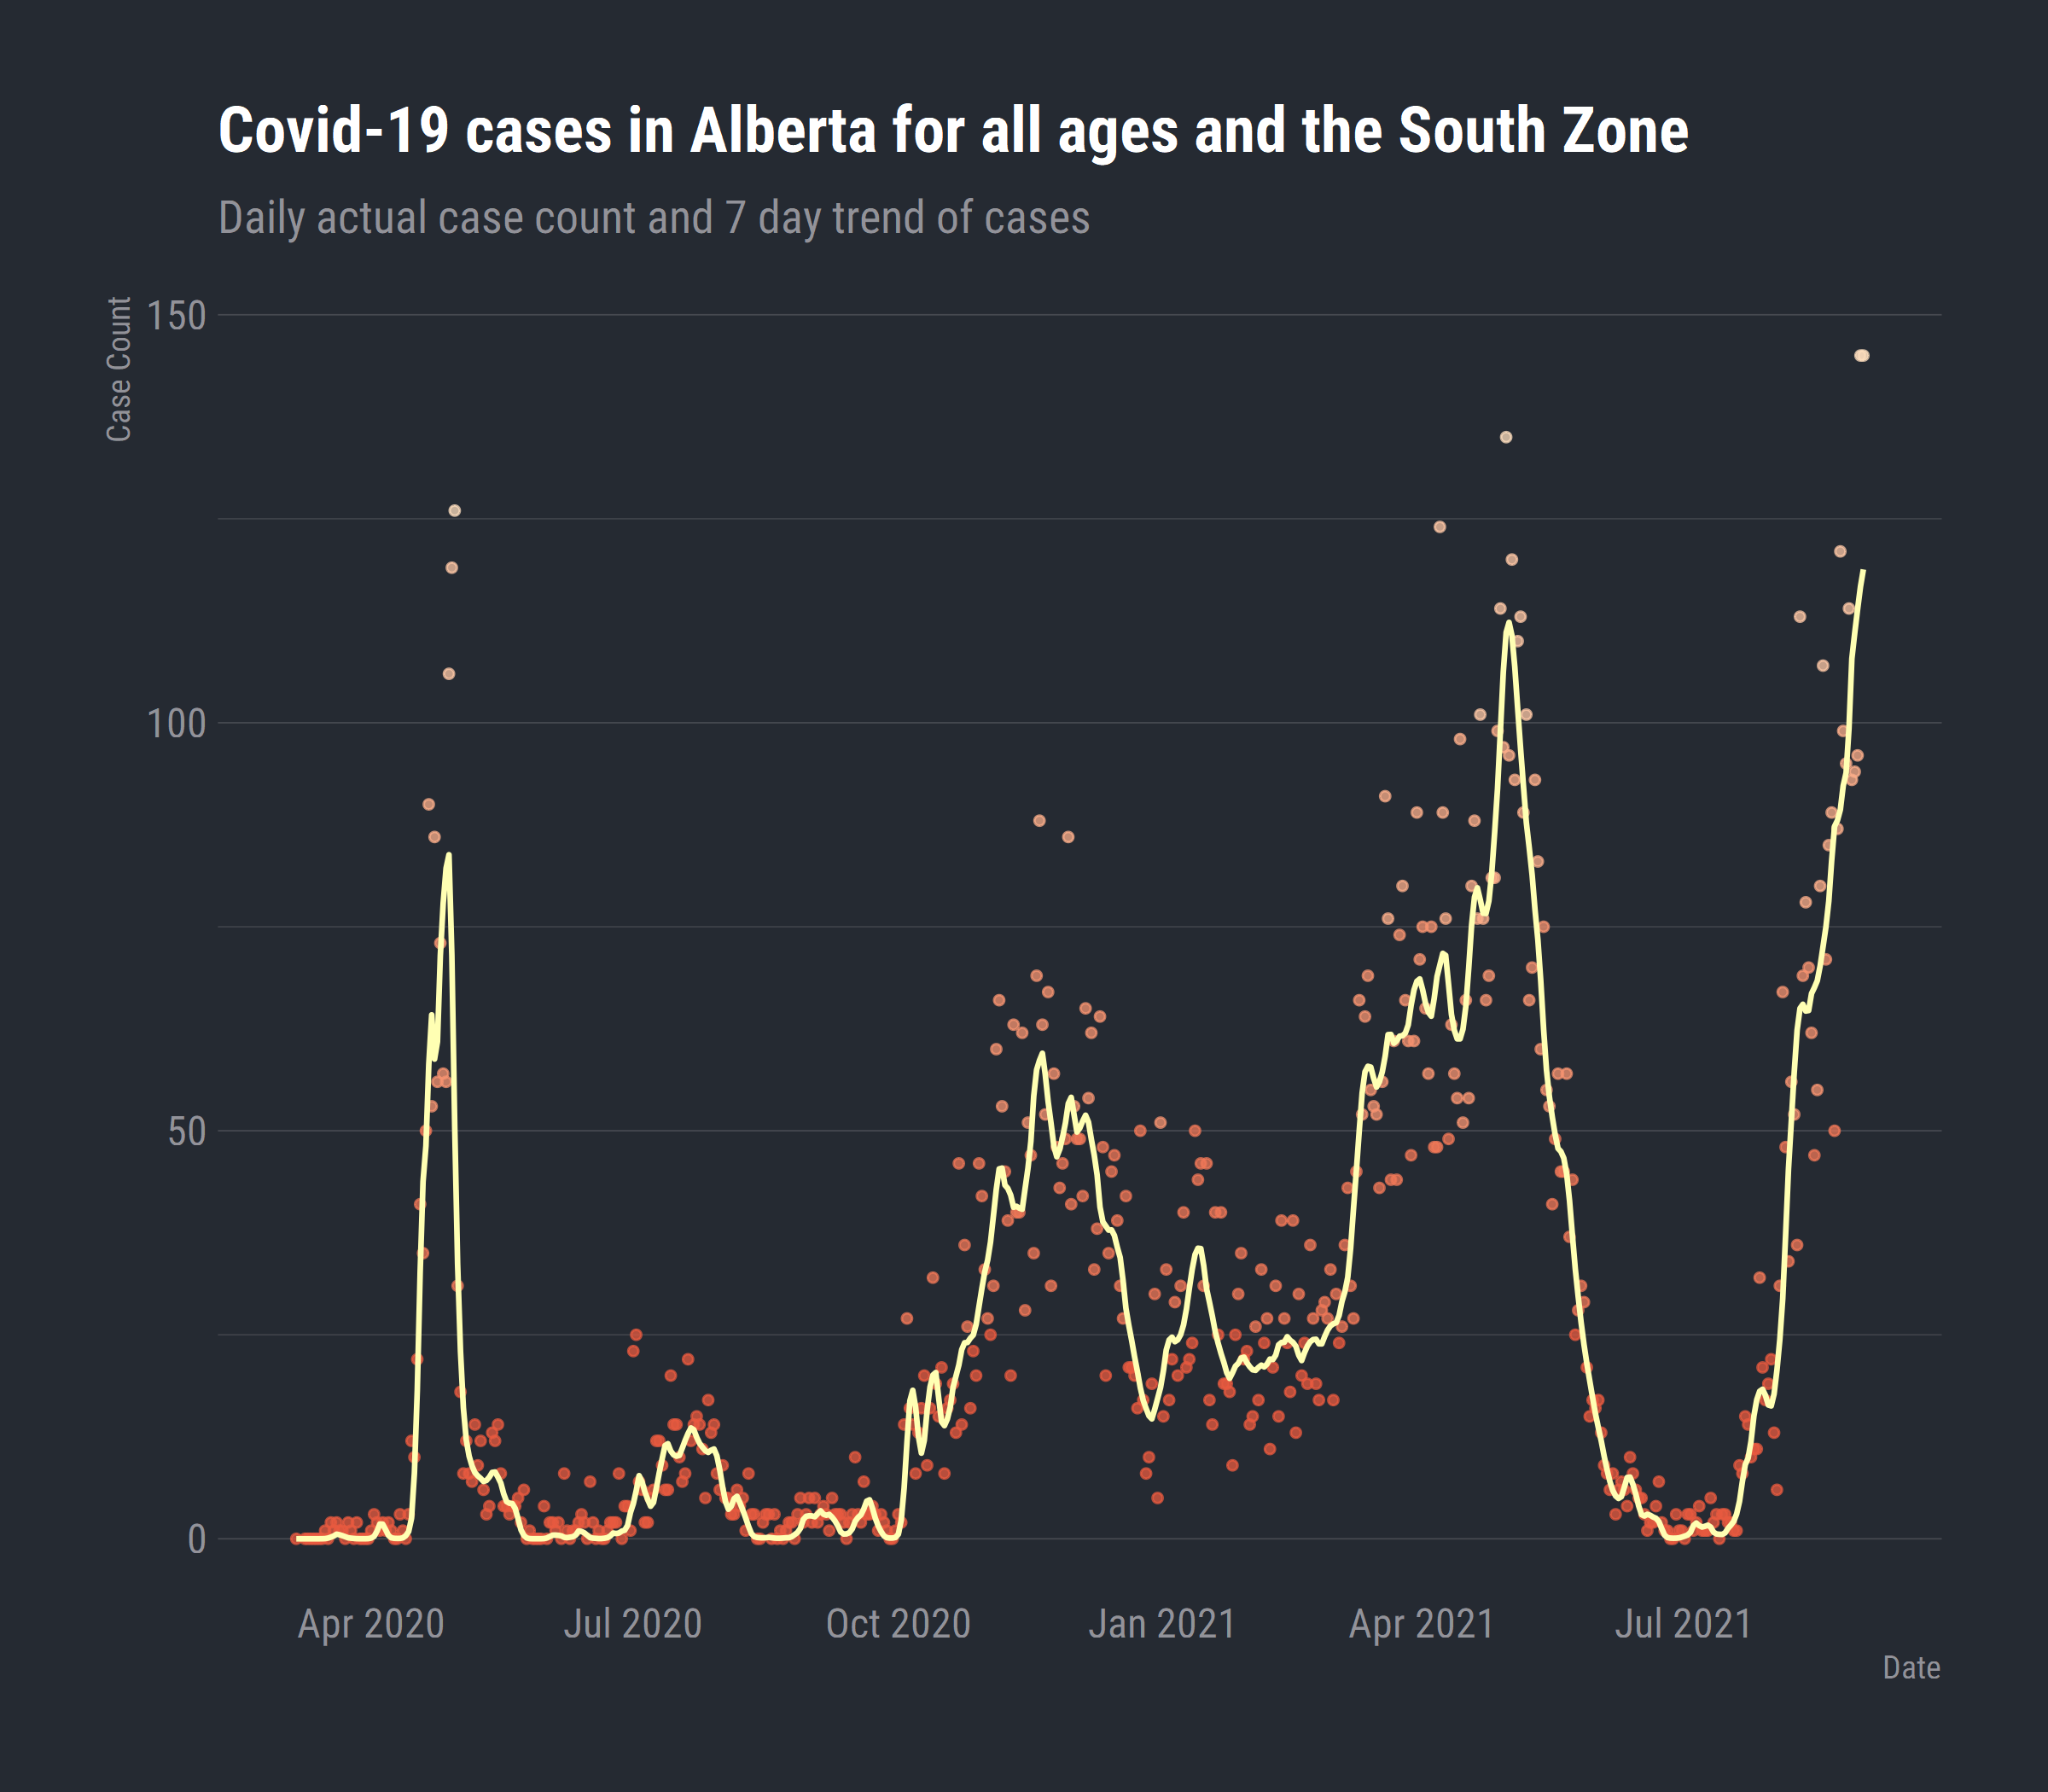 Covid-19 cases in Alberta for all ages and the South Zone
Daily actual case count and 7 day trend of cases
Case Count
150
100
50
0
Apr 2020
Jul 2020
Oct 2020
Jan 2021
Apr 2021
Jul 2021
Date